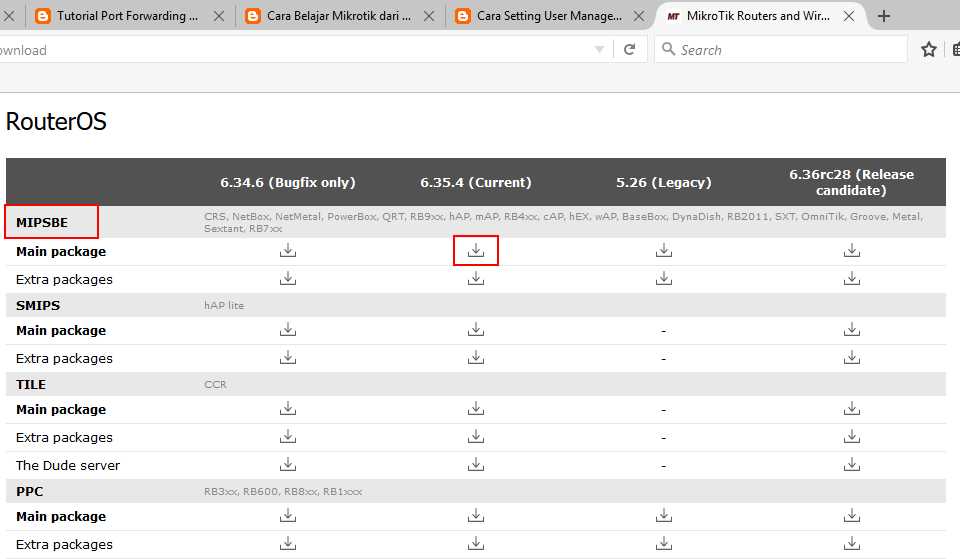 Tutorial Port Forwarding ...
Cara Belajar Mikrotik dari ...
Cara Setting User Manage...
MikroTik Routers and Wir...
ownload
Search
RouterOS
6.34.6 (Bugfix only)
6.35.4 (Current)
5.26 (Legacy)
6.36rc28 (Release
candidate)
MIPSBE
CRS, NetBox, NetMetal, PowerBox, QRT, RB9xx, hAP, mAP, RB4xx, cAP, hEX, wAP, BaseBox, DynaDish, RB2011, SXT, OmniTik, Groove, Metal,
Sextant, RB7xx
Main package
Extra packages
SMIPS
hAP lite
Main package
-
Extra packages
-
TILE
CCR
Main package
-
Extra packages
-
The Dude server
-
PPC
RB3xx, RB600, RB8xx, RB1xxx
Main package
Extra packages